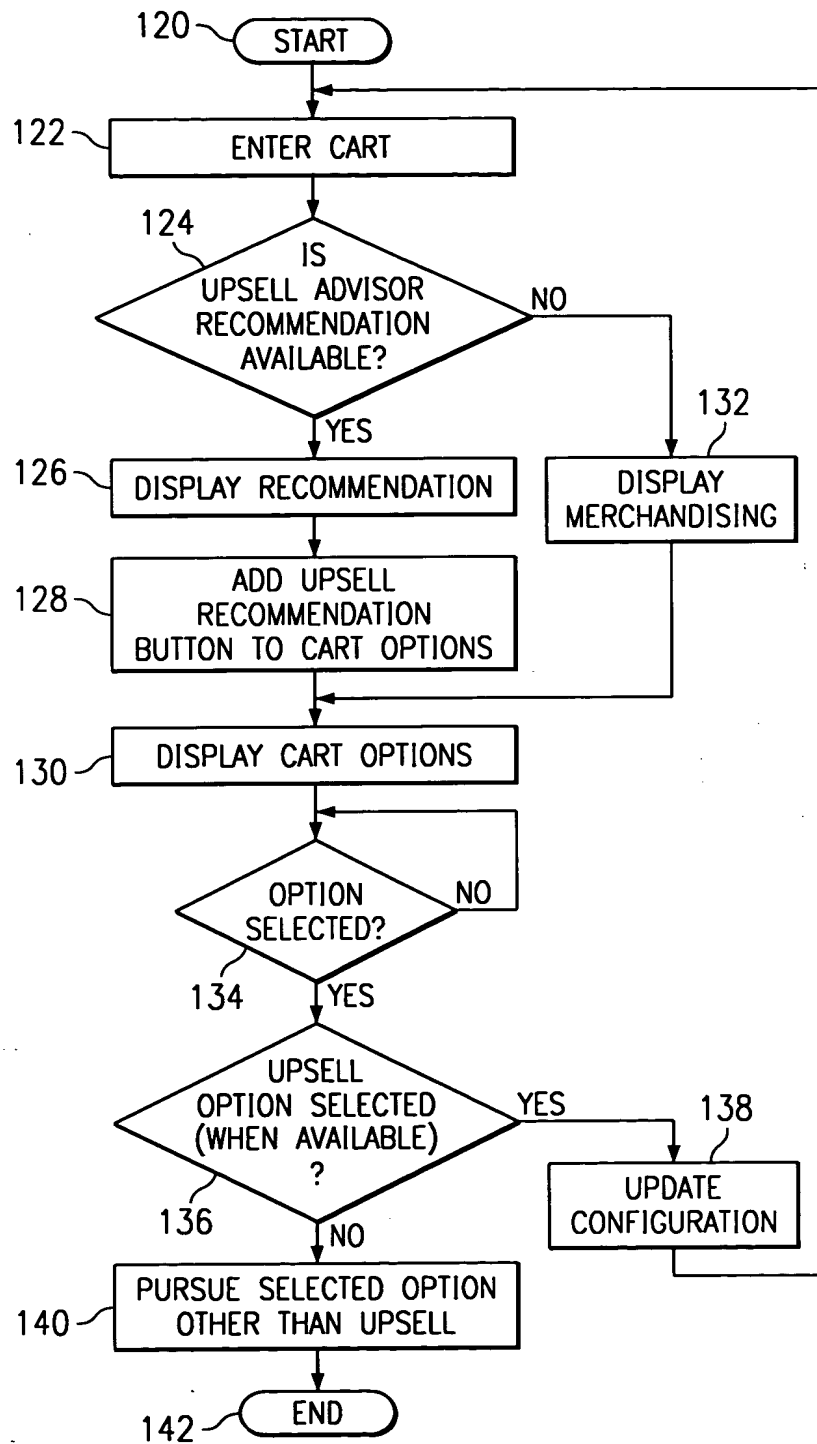 120
START
122
ENTER CART
124
IS
UPSELL ADVISOR
RECOMMENDATION
AVAILABLE?
NO
YES
132
126
DISPLAY RECOMMENDATION
DISPLAY
MERCHANDISING
128
ADD UPSELL
RECOMMENDATION
BUTTON TO CART OPTIONS
130
DISPLAY CART OPTIONS
OPTION
SELECTED?
NO
134
YES
UPSELL
OPTION SELECTED
(WHEN AVAILABLE)
?
YES
138
136
UPDATE
CONFIGURATION
NO
140
PURSUE SELECTED OPTION
OTHER THAN UPSELL
142
END